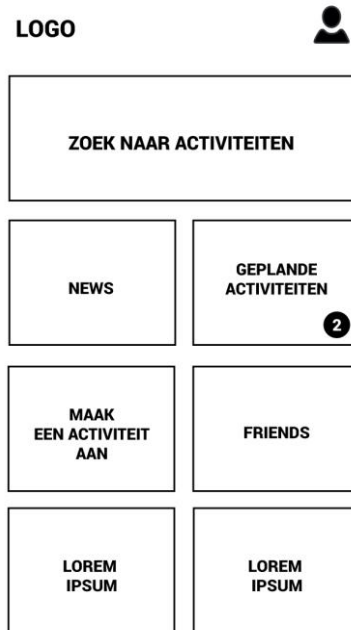 LOGO
ZOEK NAAR ACTIVITEITEN
NEWS
GEPLANDE
ACTIVITEITEN
2
MAAK
EEN ACTIVITEIT
AAN
FRIENDS
LOREM
IPSUM
LOREM
IPSUM